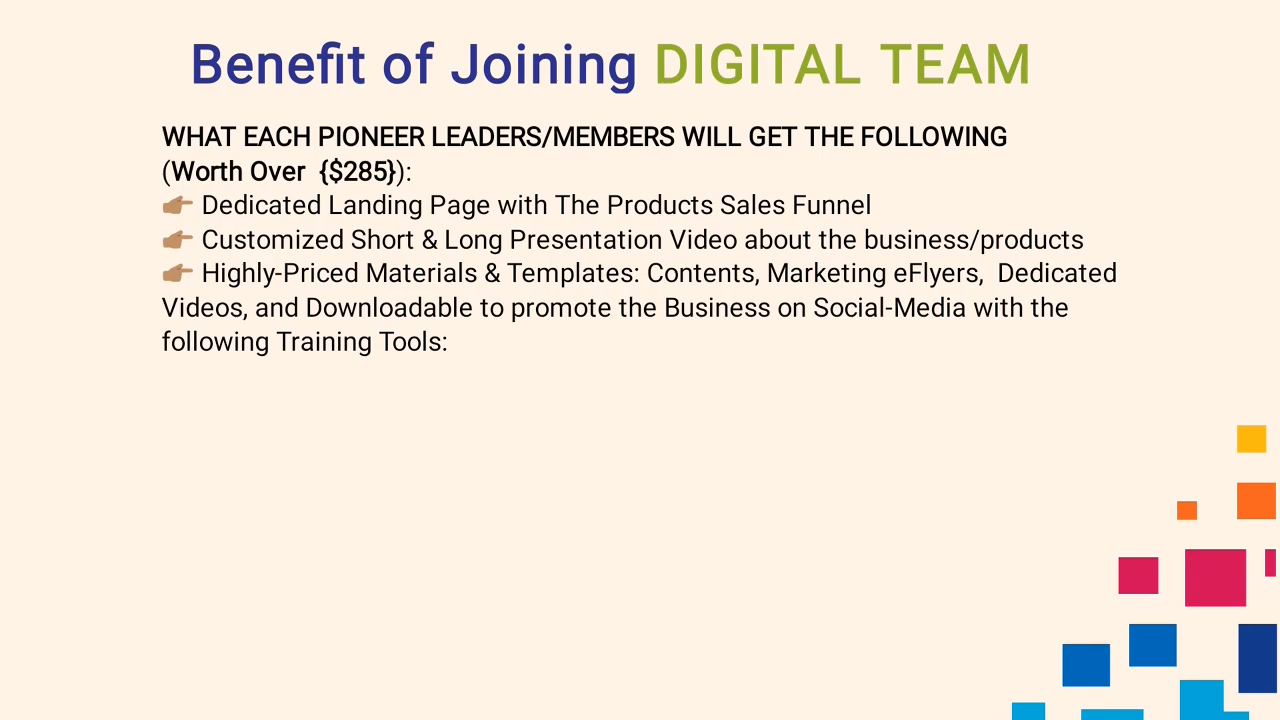 Benefit of Joining DIGITAL TEAM
WHAT EACH PIONEER LEADERS/MEMBERS WILL GET THE FOLLOWING
(Worth Over  {$285}):
👉🏽 Dedicated Landing Page with The Products Sales Funnel
👉🏽 Customized Short & Long Presentation Video about the business/products
👉🏽 Highly-Priced Materials & Templates: Contents, Marketing eFlyers,  Dedicated
Videos, and Downloadable to promote the Business on Social-Media with the
following Training Tools: